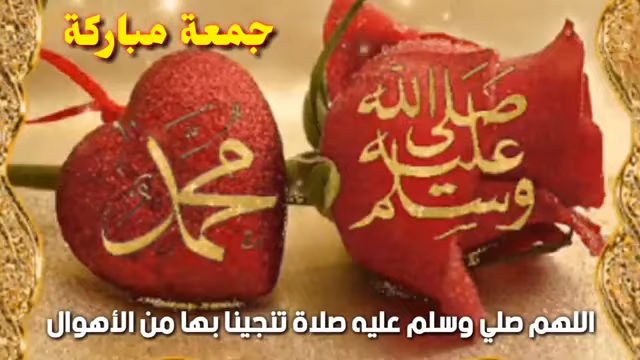 جمعة مباركة
محمد
صلى الله
عليه
وسلم
اللهم صلي وسلم عليه صلاة تنجينا بها من الأهوال